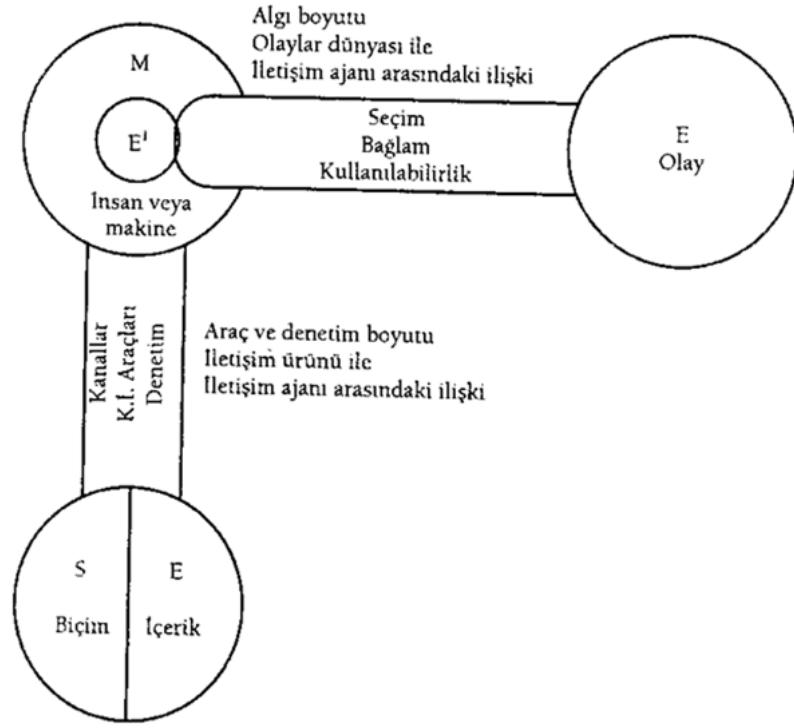 Algı boyutu
Olaylar dünyası ile
İletişim ajanı arasındaki ilişki
M
E¹
İnsan veya
makine
Seçim
Bağlam
Kullanılabilirlik
E
Olay
Kanallar
K.İ. Araçları
Denetim
Araç ve denetim boyutu
İletişim ürünü ile
İletişim ajanı arasındaki ilişki
S
Biçim
E
İçerik